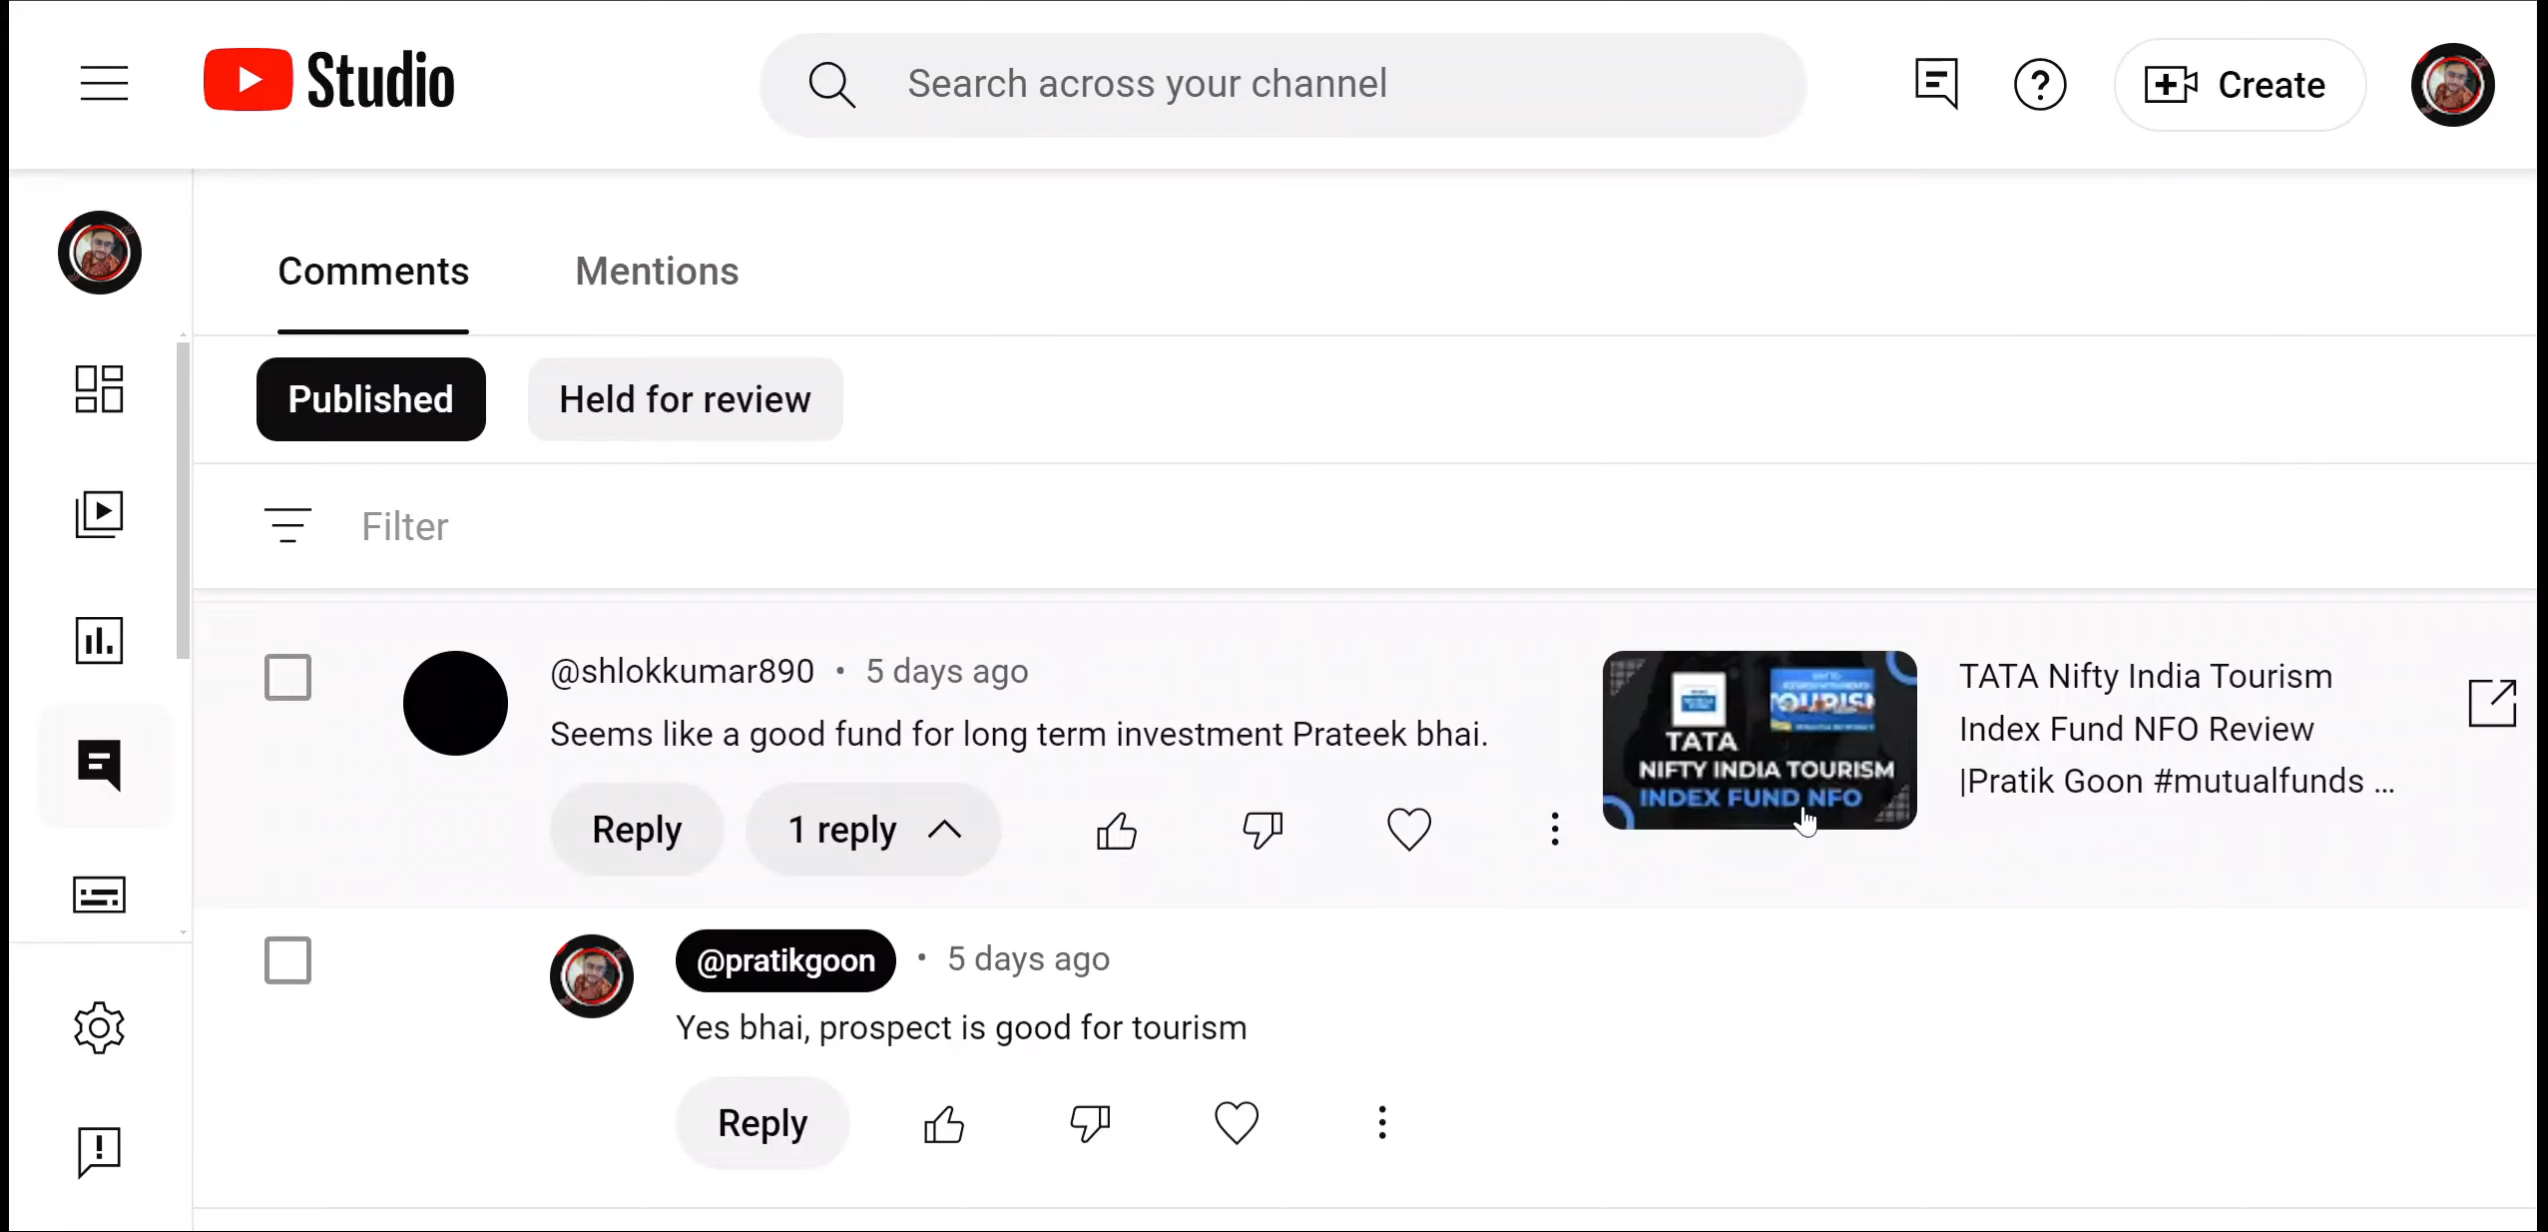 Studio
Search across your channel
Create
Comments
Mentions
Published
Held for review
Filter
@shlokkumar890 • 5 days ago
Seems like a good fund for long term investment Prateek bhai.
Reply
1 reply
TATA
NIFTY INDIA TOURISM
INDEX FUND NFO
TATA Nifty India Tourism
Index Fund NFO Review
|Pratik Goon #mutualfunds ...
@pratikgoon • 5 days ago
Yes bhai, prospect is good for tourism
Reply